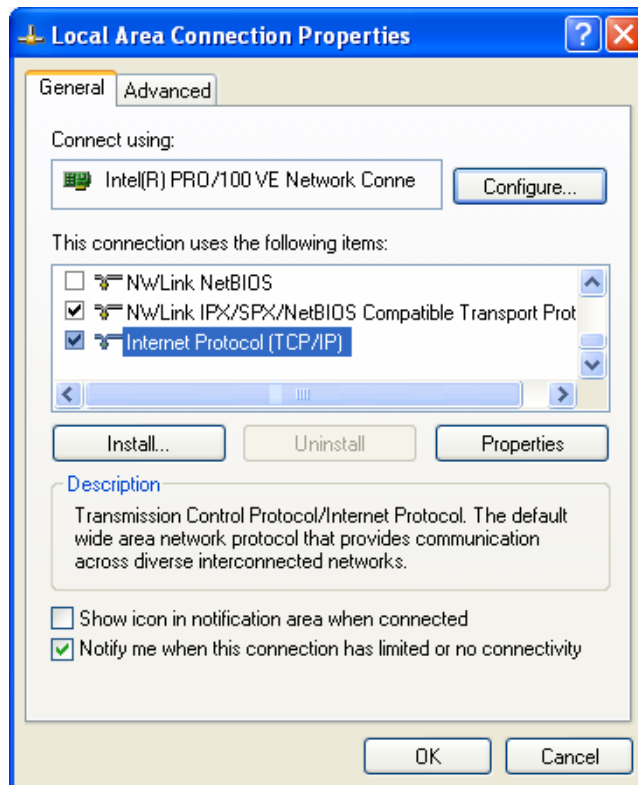 Local Area Connection Properties
General Advanced
Connect using:
Intel(R) PRO/100 VE Network Conne
Configure...
This connection uses the following items:
NWLink NetBIOS
NWLink IPX/SPX/NetBIOS Compatible Transport Prot
Internet Protocol (TCP/IP)
Install... Uninstall Properties
Description
Transmission Control Protocol/Internet Protocol. The default
wide area network protocol that provides communication
across diverse interconnected networks.
Show icon in notification area when connected
Notify me when this connection has limited or no connectivity
OK Cancel